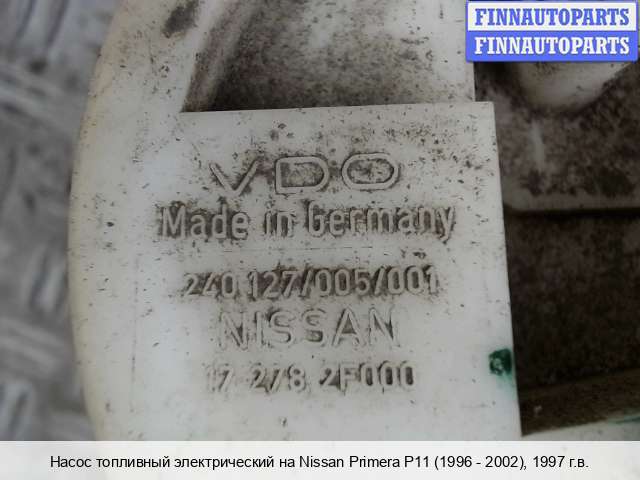 FINNAUTOPARTS
FINNAUTOPARTS
VDO
Made in Germany
240.127/005/001
NISSAN
17 278 2F000
Насос топливный электрический на Nissan Primera P11 (1996 - 2002), 1997 г.в.